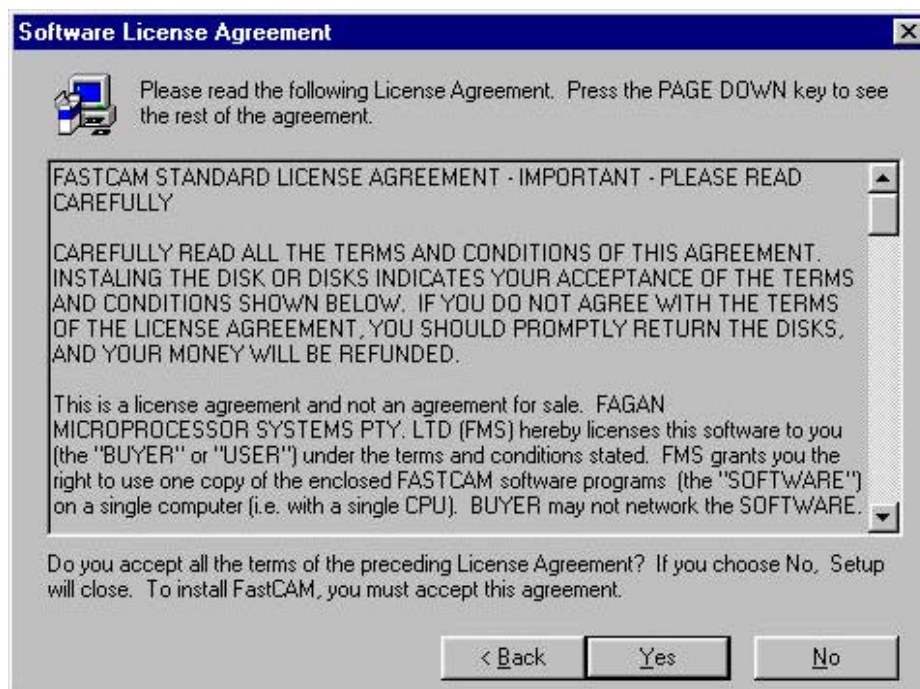 Software License Agreement
Please read the following License Agreement. Press the PAGE DOWN key to see
the rest of the agreement.
FASTCAM STANDARD LICENSE AGREEMENT - IMPORTANT - PLEASE READ
CAREFULLY
CAREFULLY READ ALL THE TERMS AND CONDITIONS OF THIS AGREEMENT.
INSTALING THE DISK OR DISKS INDICATES YOUR ACCEPTANCE OF THE TERMS
AND CONDITIONS SHOWN BELOW. IF YOU DO NOT AGREE WITH THE TERMS
OF THE LICENSE AGREEMENT, YOU SHOULD PROMPTLY RETURN THE DISKS,
AND YOUR MONEY WILL BE REFUNDED.
This is a license agreement and not an agreement for sale. FAGAN
MICROPROCESSOR SYSTEMS PTY. LTD (FMS) hereby licenses this software to you
(the "BUYER" or "USER") under the terms and conditions stated. FMS grants you the
right to use one copy of the enclosed FASTCAM software programs (the "SOFTWARE")
on a single computer (i.e. with a single CPU). BUYER may not network the SOFTWARE.
Do you accept all the terms of the preceding License Agreement? If you choose No, Setup
will close. To install FastCAM, you must accept this agreement.
< Back Yes No